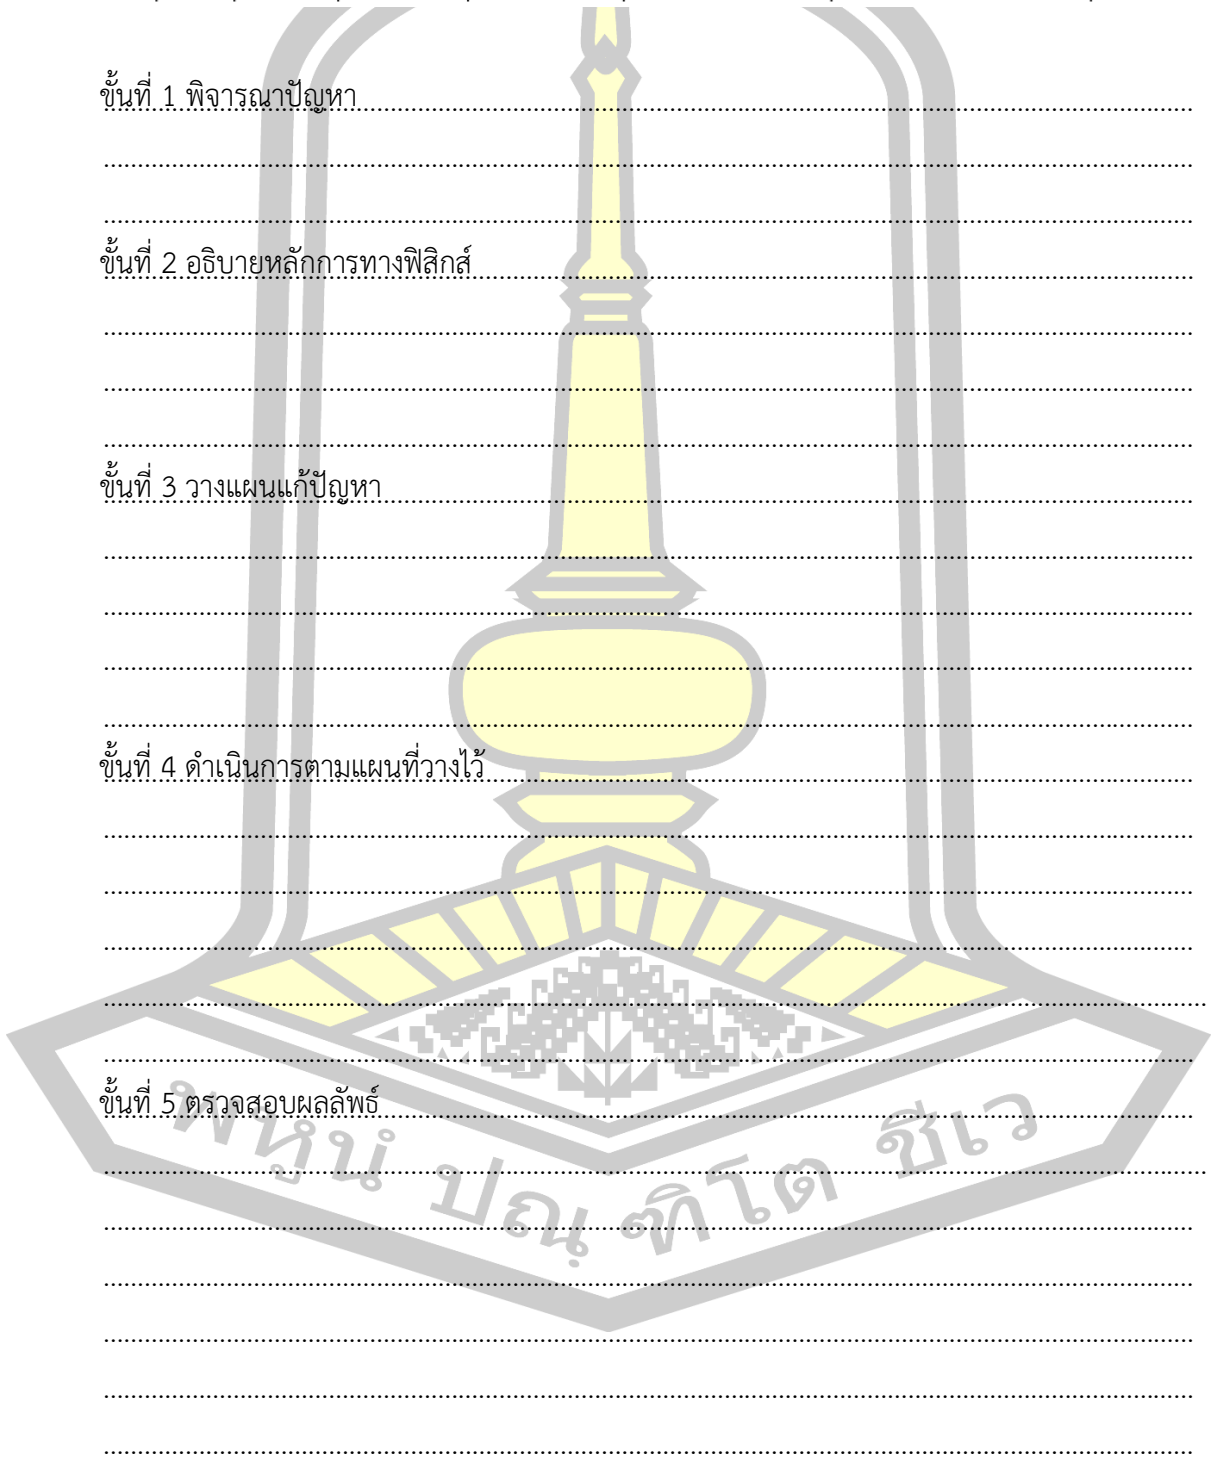 ขั้นที่ 1 พิจารณาปัญหา
ขั้นที่ 2 อธิบายหลักการทางฟิสิกส์
ขั้นที่ 3 วางแผนแก้ปัญหา
ขั้นที่ 4 ดำเนินการตามแผนที่วางไว้
ขั้นที่ 5 ตรวจสอบผลลัพธ์
พหูนํ ปณฺฑิโต ชีเว